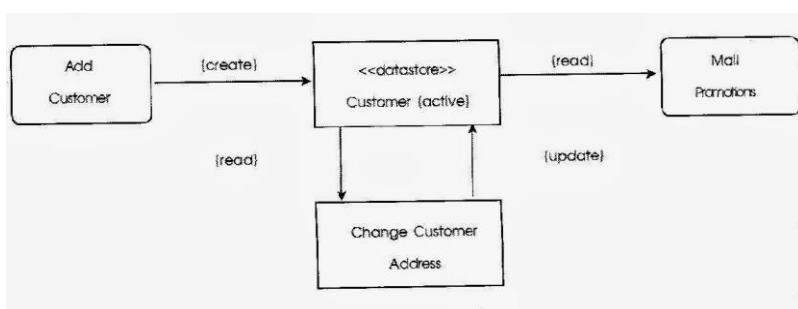 Add
Customer
{create}
<<datastore>>
Customer {active}
{read}
Mail
Promotions
{read}
{update}
Change Customer
Address